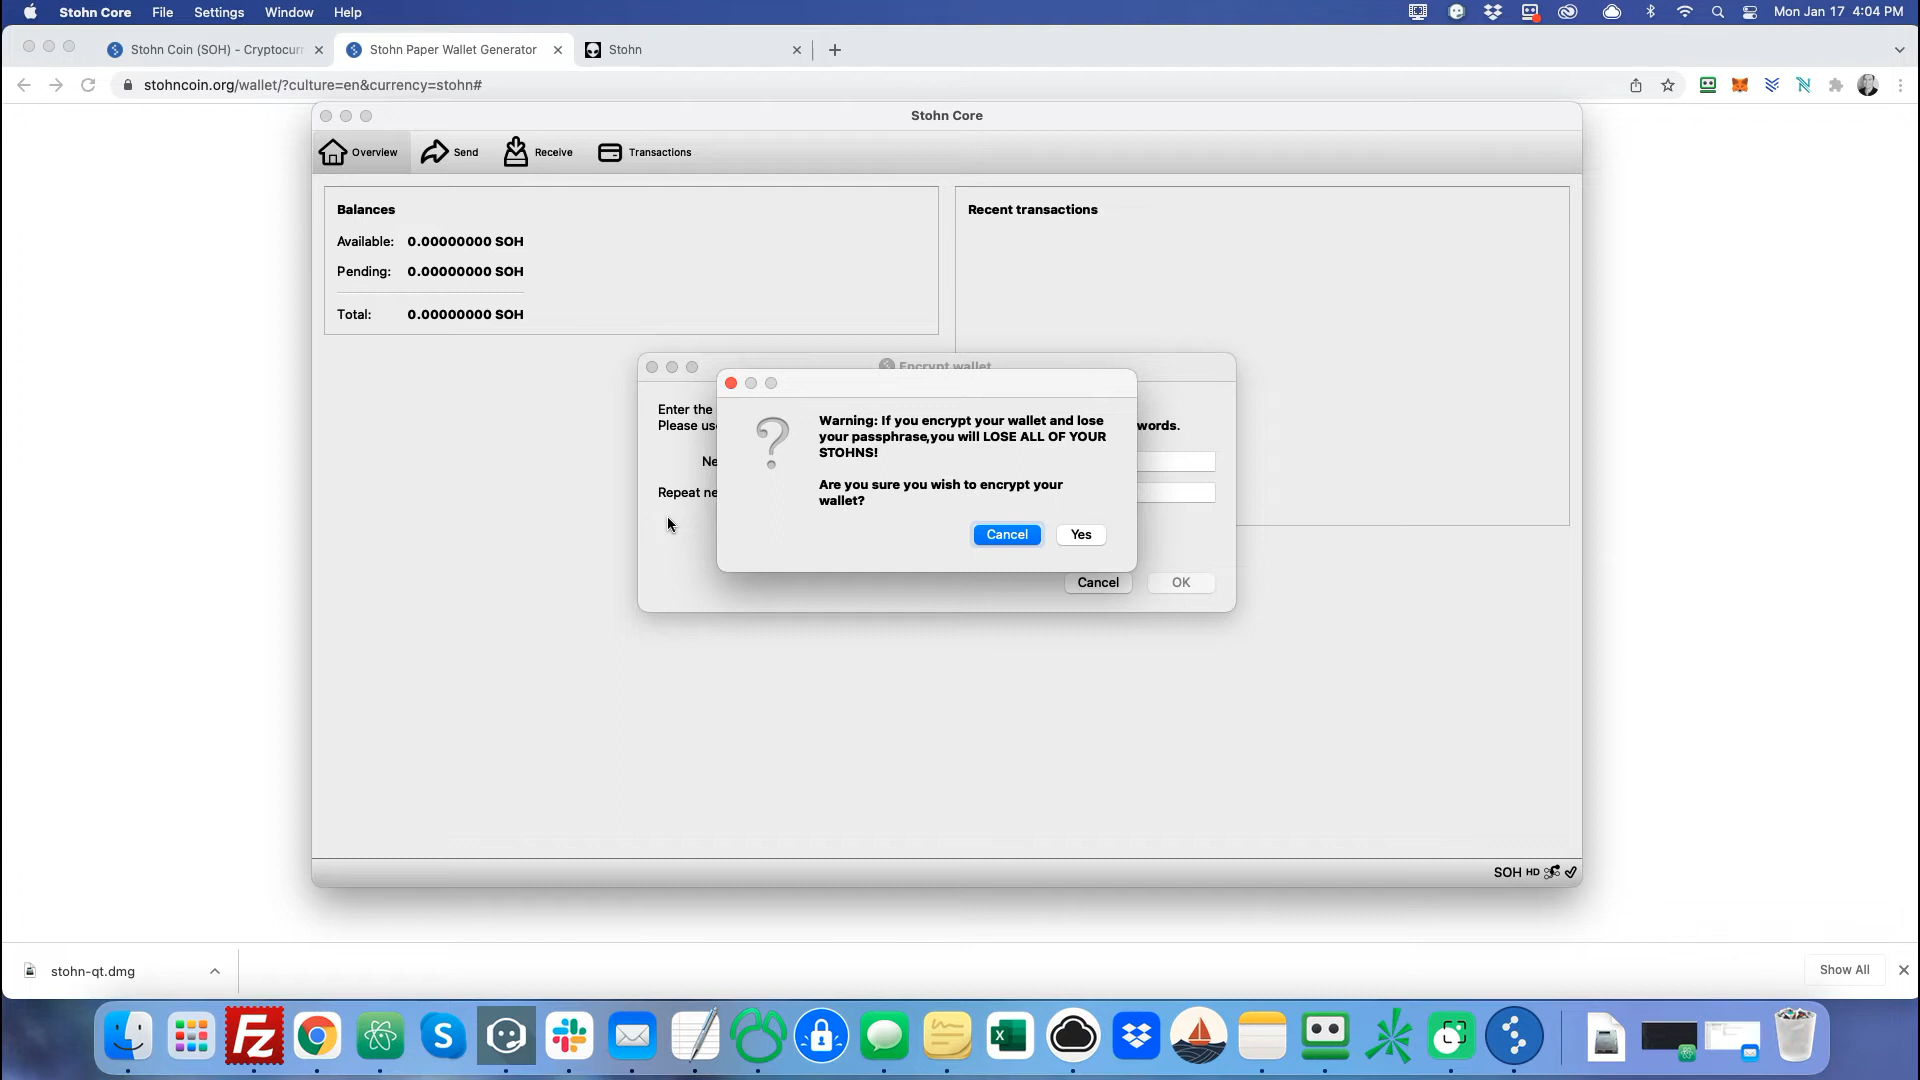 Stohn Core File Settings Window Help Mon Jan 17 4:04 PM
Stohn Coin (SOH) - Cryptocurr Stohn Paper Wallet Generator Stohn
stohncoin.org/wallet/?culture=en&currency=stohn#
Stohn Core
Overview Send Receive Transactions
Balances
Available: 0.00000000 SOH
Pending: 0.00000000 SOH
Total: 0.00000000 SOH
Recent transactions
Encrypt wallet
Enter the
Please us words.
Ne
Repeat ne
Warning: If you encrypt your wallet and lose
your passphrase,you will LOSE ALL OF YOUR
STOHNS!
Are you sure you wish to encrypt your
wallet?
Cancel Yes
Cancel OK
SOH HD
stohn-qt.dmg Show All